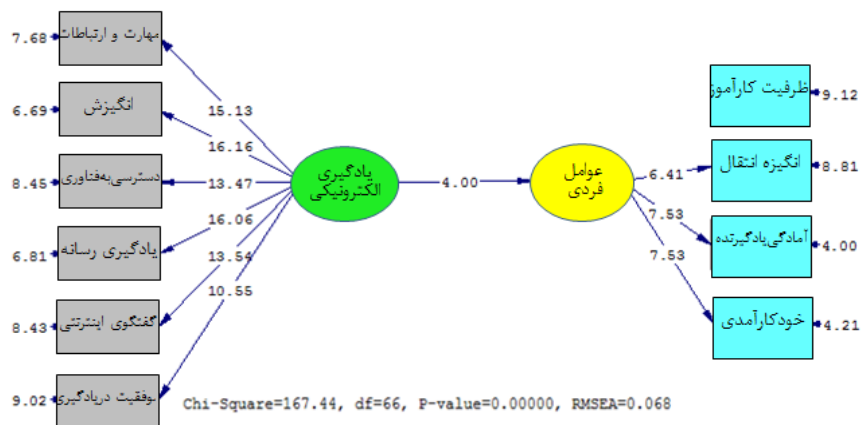 مهارت و ارتباطات
7.68
15.13
انگیزش
6.69
16.16
دسترسی‌به‌فناوری
8.45
13.47
یادگیری رسانه
6.81
16.06
گفتگوی اینترنتی
8.43
13.54
موفقیت دریادگیری
9.02
10.55
یادگیری
الکترونیکی
4.00
عوامل
فردی
ظرفیت کارآموز
9.12
6.41
انگیزه انتقال
8.81
7.53
آمادگی‌یادگیرنده
4.00
7.53
خودکارآمدی
4.21
Chi-Square=167.44, df=66, P-value=0.00000, RMSEA=0.068